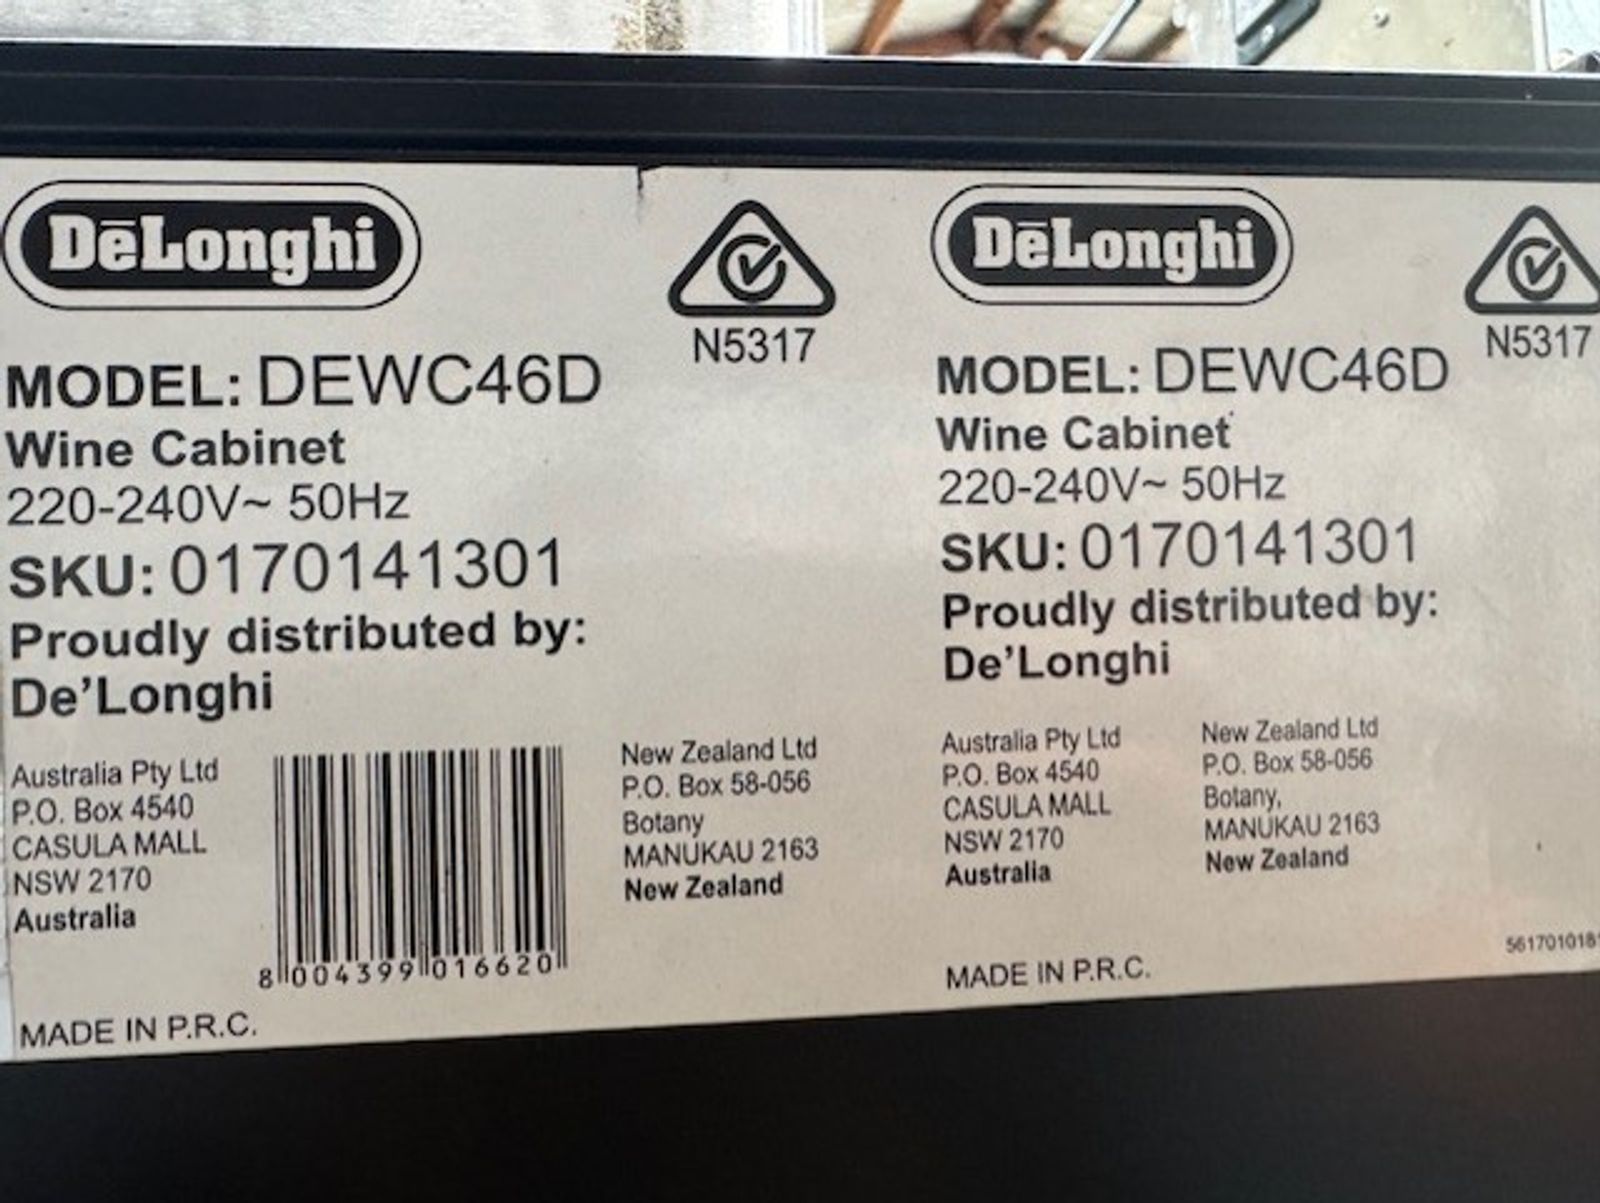 DēLonghi
N5317
MODEL: DEWC46D
Wine Cabinet
220-240V~ 50Hz
SKU: 0170141301
Proudly distributed by:
De'Longhi
Australia Pty Ltd
P.O. Box 4540
CASULA MALL
NSW 2170
Australia
8 004399 016620
New Zealand Ltd
P.O. Box 58-056
Botany
MANUKAU 2163
New Zealand
MADE IN P.R.C.
DēLonghi
N5317
MODEL: DEWC46D
Wine Cabinet
220-240V~ 50Hz
SKU: 0170141301
Proudly distributed by:
De'Longhi
Australia Pty Ltd
P.O. Box 4540
CASULA MALL
NSW 2170
Australia
New Zealand Ltd
P.O. Box 58-056
Botany,
MANUKAU 2163
New Zealand
MADE IN P.R.C.